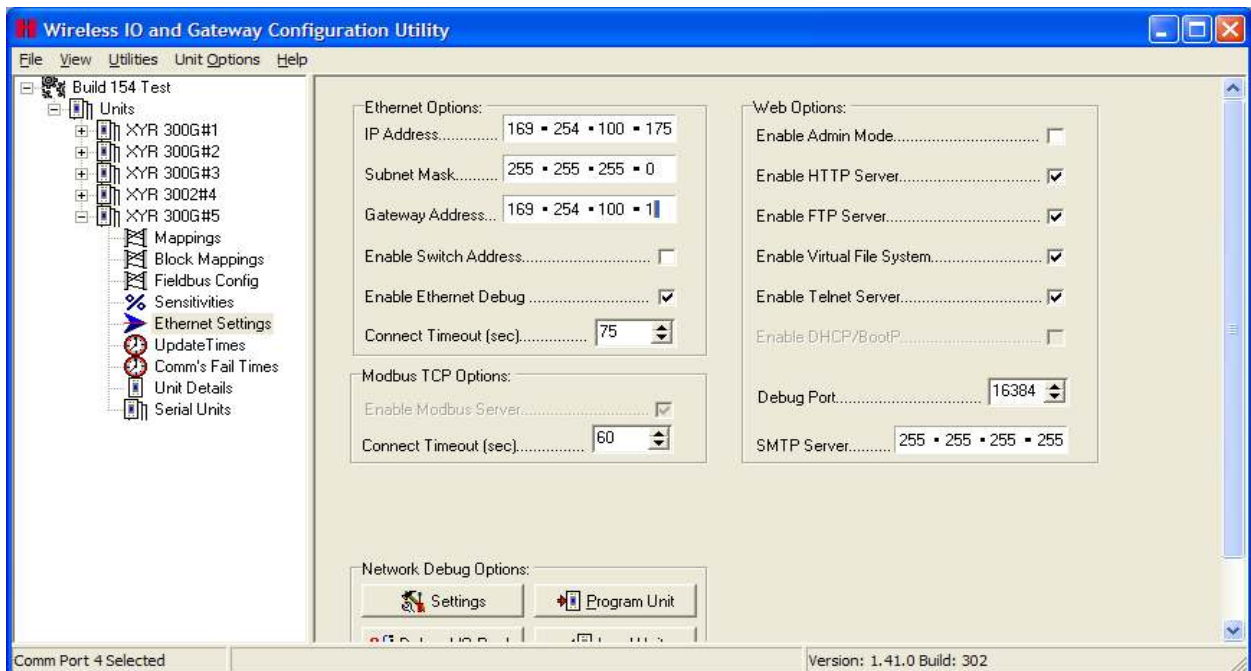 Wireless IO and Gateway Configuration Utility
File View Utilities Unit Options Help
Build 154 Test
Units
XYR 300G#1
XYR 300G#2
XYR 300G#3
XYR 3002#4
XYR 300G#5
Mappings
Block Mappings
Fieldbus Config
Sensitivities
Ethernet Settings
UpdateTimes
Comm's Fail Times
Unit Details
Serial Units
Ethernet Options:
IP Address............. 169 ▪ 254 ▪ 100 ▪ 175
Subnet Mask......... 255 ▪ 255 ▪ 255 ▪ 0
Gateway Address... 169 ▪ 254 ▪ 100 ▪ 1
Enable Switch Address.............................
Enable Ethernet Debug ...........................
Connect Timeout (sec)............... 75
Modbus TCP Options:
Enable Modbus Server.............................
Connect Timeout (sec)............... 60
Web Options:
Enable Admin Mode.................................
Enable HTTP Server................................
Enable FTP Server..................................
Enable Virtual File System.........................
Enable Telnet Server................................
Enable DHCP/BootP................................
Debug Port................................. 16384
SMTP Server.......... 255 ▪ 255 ▪ 255 ▪ 255
Network Debug Options:
Settings
Program Unit
Comm Port 4 Selected
Version: 1.41.0 Build: 302